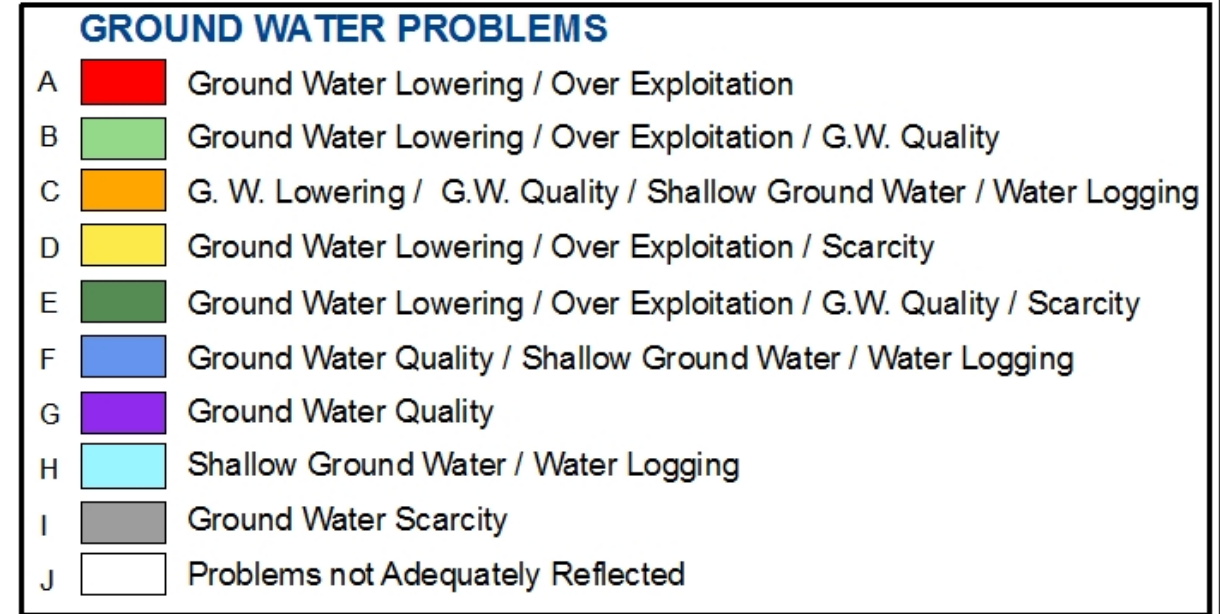 GROUND WATER PROBLEMS
A Ground Water Lowering / Over Exploitation
B Ground Water Lowering / Over Exploitation / G.W. Quality
C G. W. Lowering / G.W. Quality / Shallow Ground Water / Water Logging
D Ground Water Lowering / Over Exploitation / Scarcity
E Ground Water Lowering / Over Exploitation / G.W. Quality / Scarcity
F Ground Water Quality / Shallow Ground Water / Water Logging
G Ground Water Quality
H Shallow Ground Water / Water Logging
I Ground Water Scarcity
J Problems not Adequately Reflected